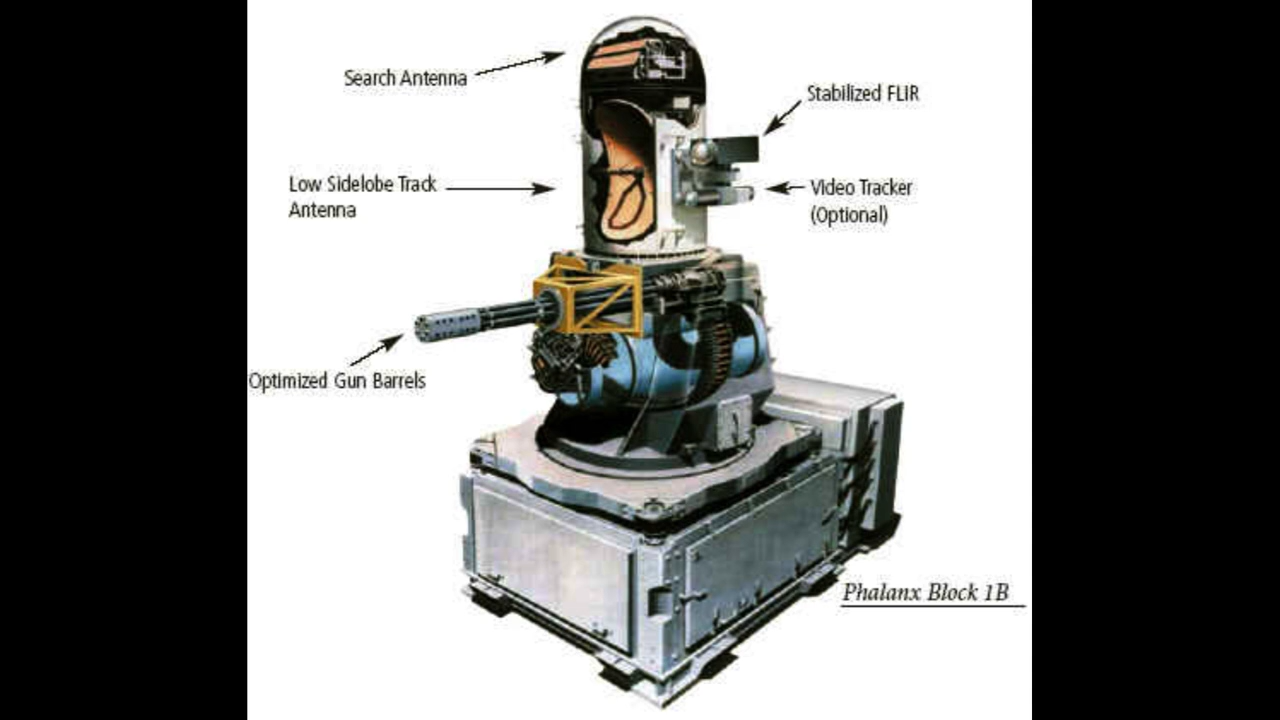 Search Antenna
Stabilized FLIR
Low Sidelobe Track
Antenna
Video Tracker
(Optional)
Optimized Gun Barrels
Phalanx Block 1B